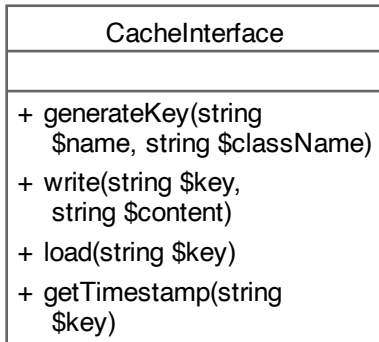 CacheInterface
+ generateKey(string
$name, string $className)
+ write(string $key,
string $content)
+ load(string $key)
+ getTimestamp(string
$key)